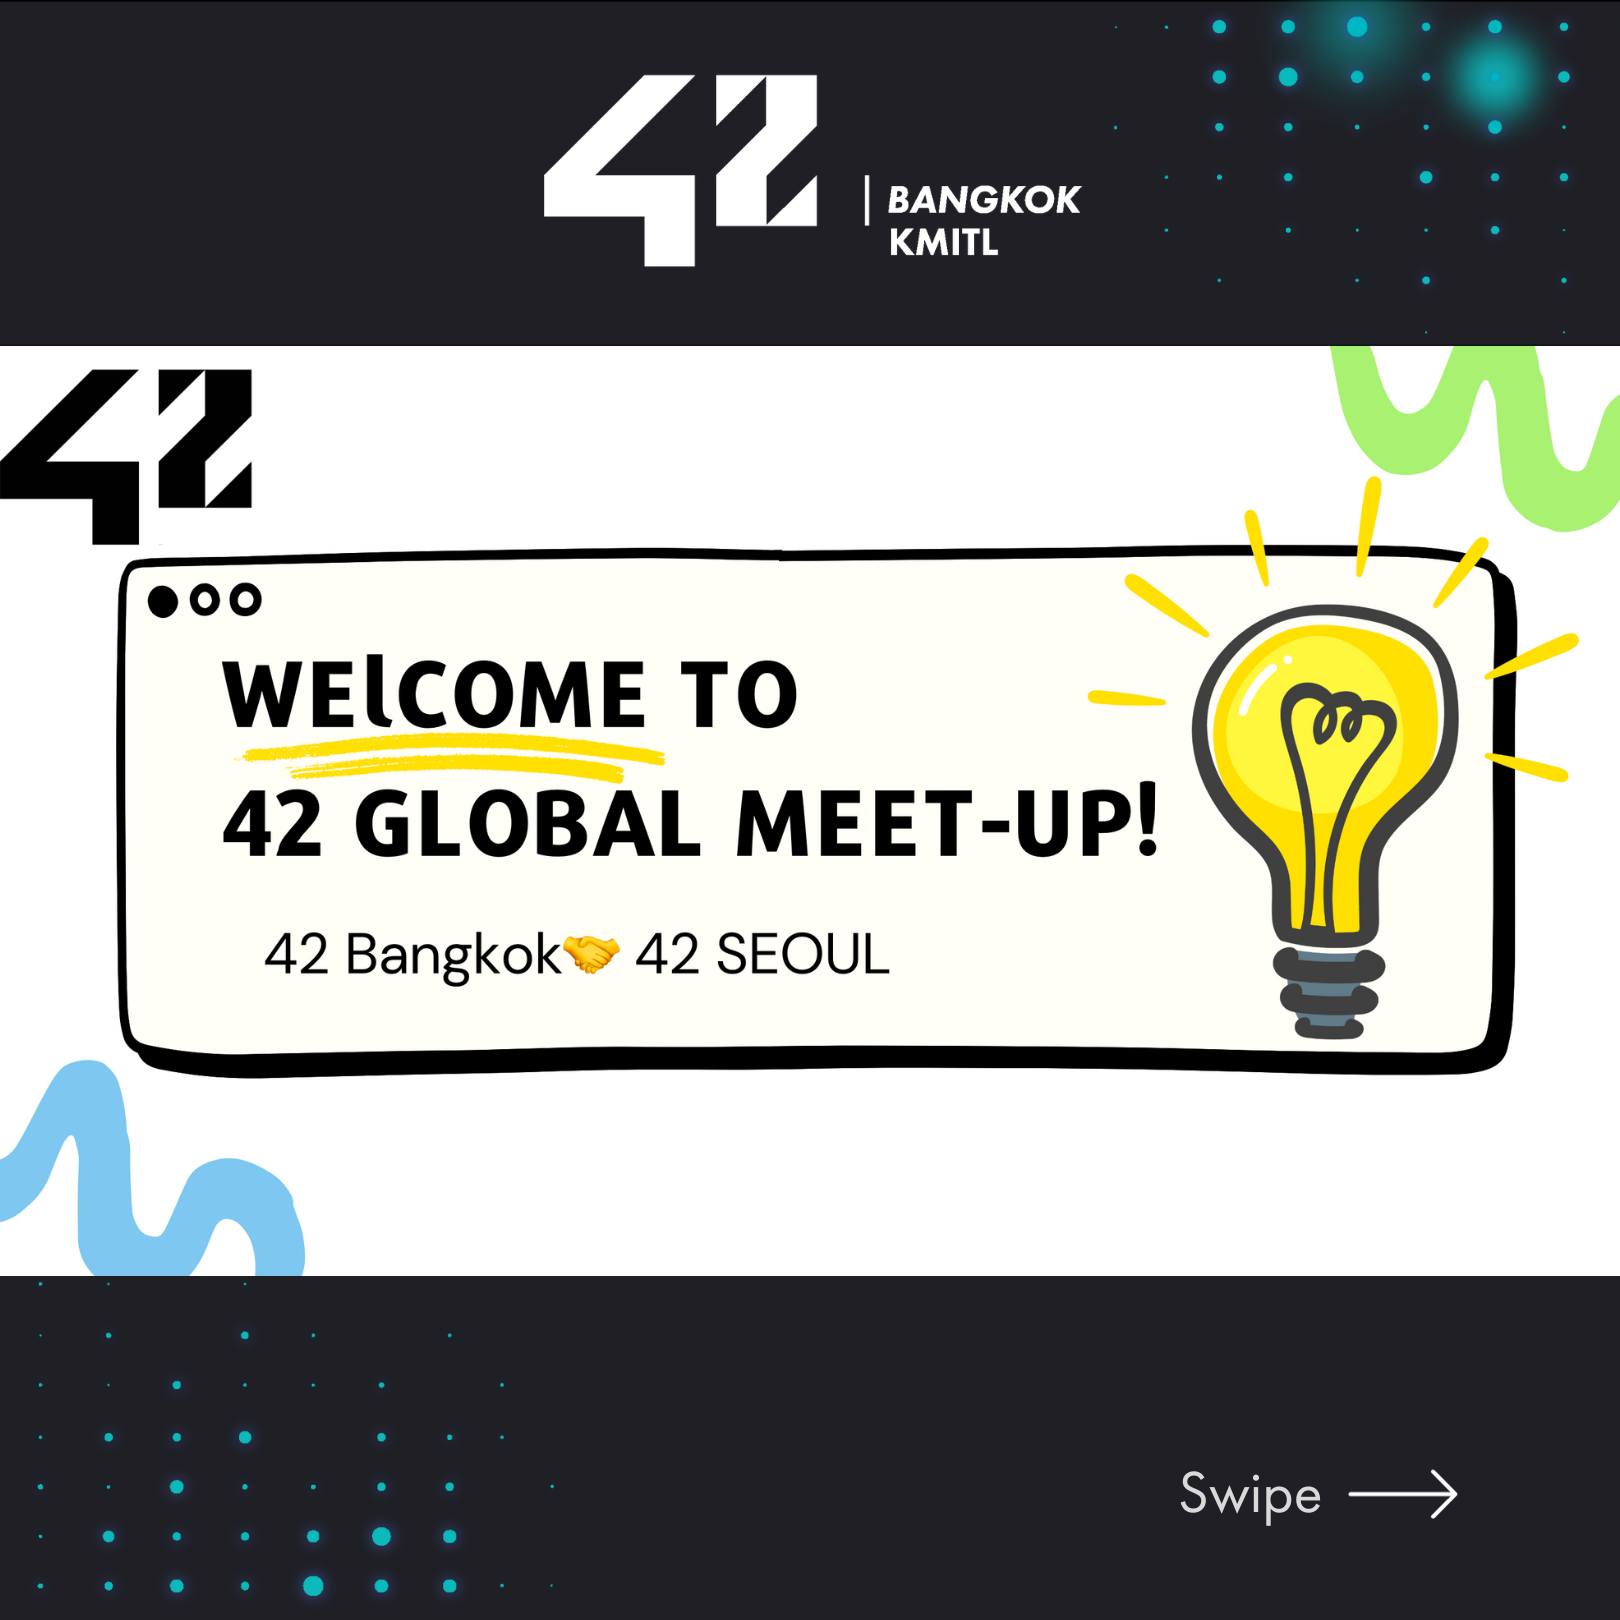 42
BANGKOK
KMITL
42
WElCOME TO
42 GLOBAL MEET-UP!
42 Bangkok🤝 42 SEOUL
Swipe →